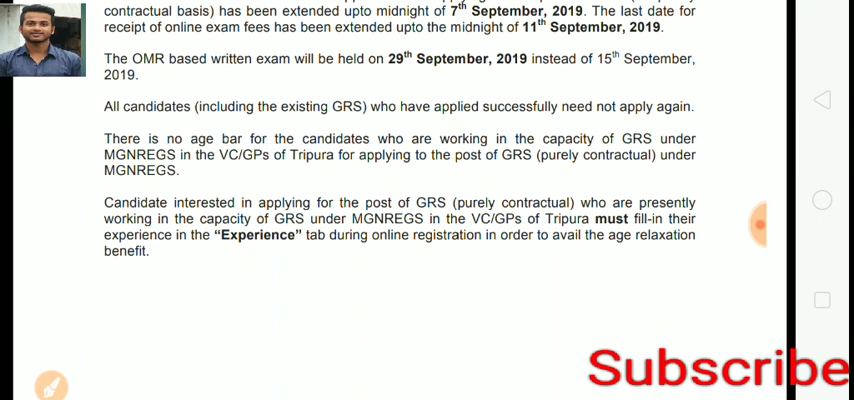 contractual basis) has been extended upto midnight of 7th September, 2019. The last date for
receipt of online exam fees has been extended upto the midnight of 11th September, 2019.
The OMR based written exam will be held on 29th September, 2019 instead of 15th September,
2019.
All candidates (including the existing GRS) who have applied successfully need not apply again.
There is no age bar for the candidates who are working in the capacity of GRS under
MGNREGS in the VC/GPs of Tripura for applying to the post of GRS (purely contractual) under
MGNREGS.
Candidate interested in applying for the post of GRS (purely contractual) who are presently
working in the capacity of GRS under MGNREGS in the VC/GPs of Tripura must fill-in their
experience in the “Experience” tab during online registration in order to avail the age relaxation
benefit.
Subscribe